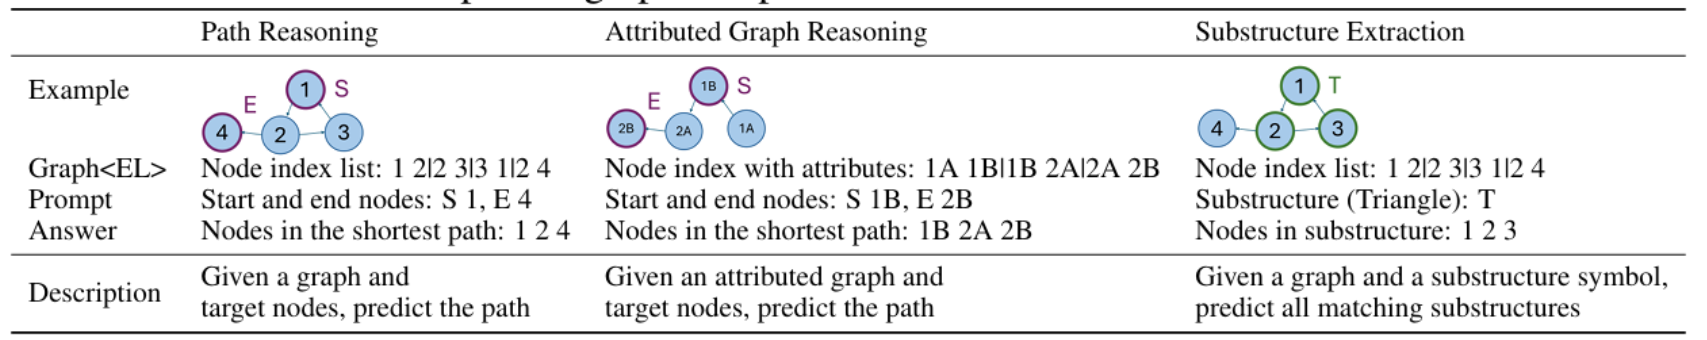 Path Reasoning Attributed Graph Reasoning Substructure Extraction
Example
1 S E 4 2 3
1B S E 2B 2A 1A
1 T 4 2 3
Graph<EL> Node index list: 1 2|2 3|3 1|2 4 Node index with attributes: 1A 1B|1B 2A|2A 2B Node index list: 1 2|2 3|3 1|2 4
Prompt Start and end nodes: S 1, E 4 Start and end nodes: S 1B, E 2B Substructure (Triangle): T
Answer Nodes in the shortest path: 1 2 4 Nodes in the shortest path: 1B 2A 2B Nodes in substructure: 1 2 3
Description
Given a graph and
target nodes, predict the path
Given an attributed graph and
target nodes, predict the path
Given a graph and a substructure symbol,
predict all matching substructures